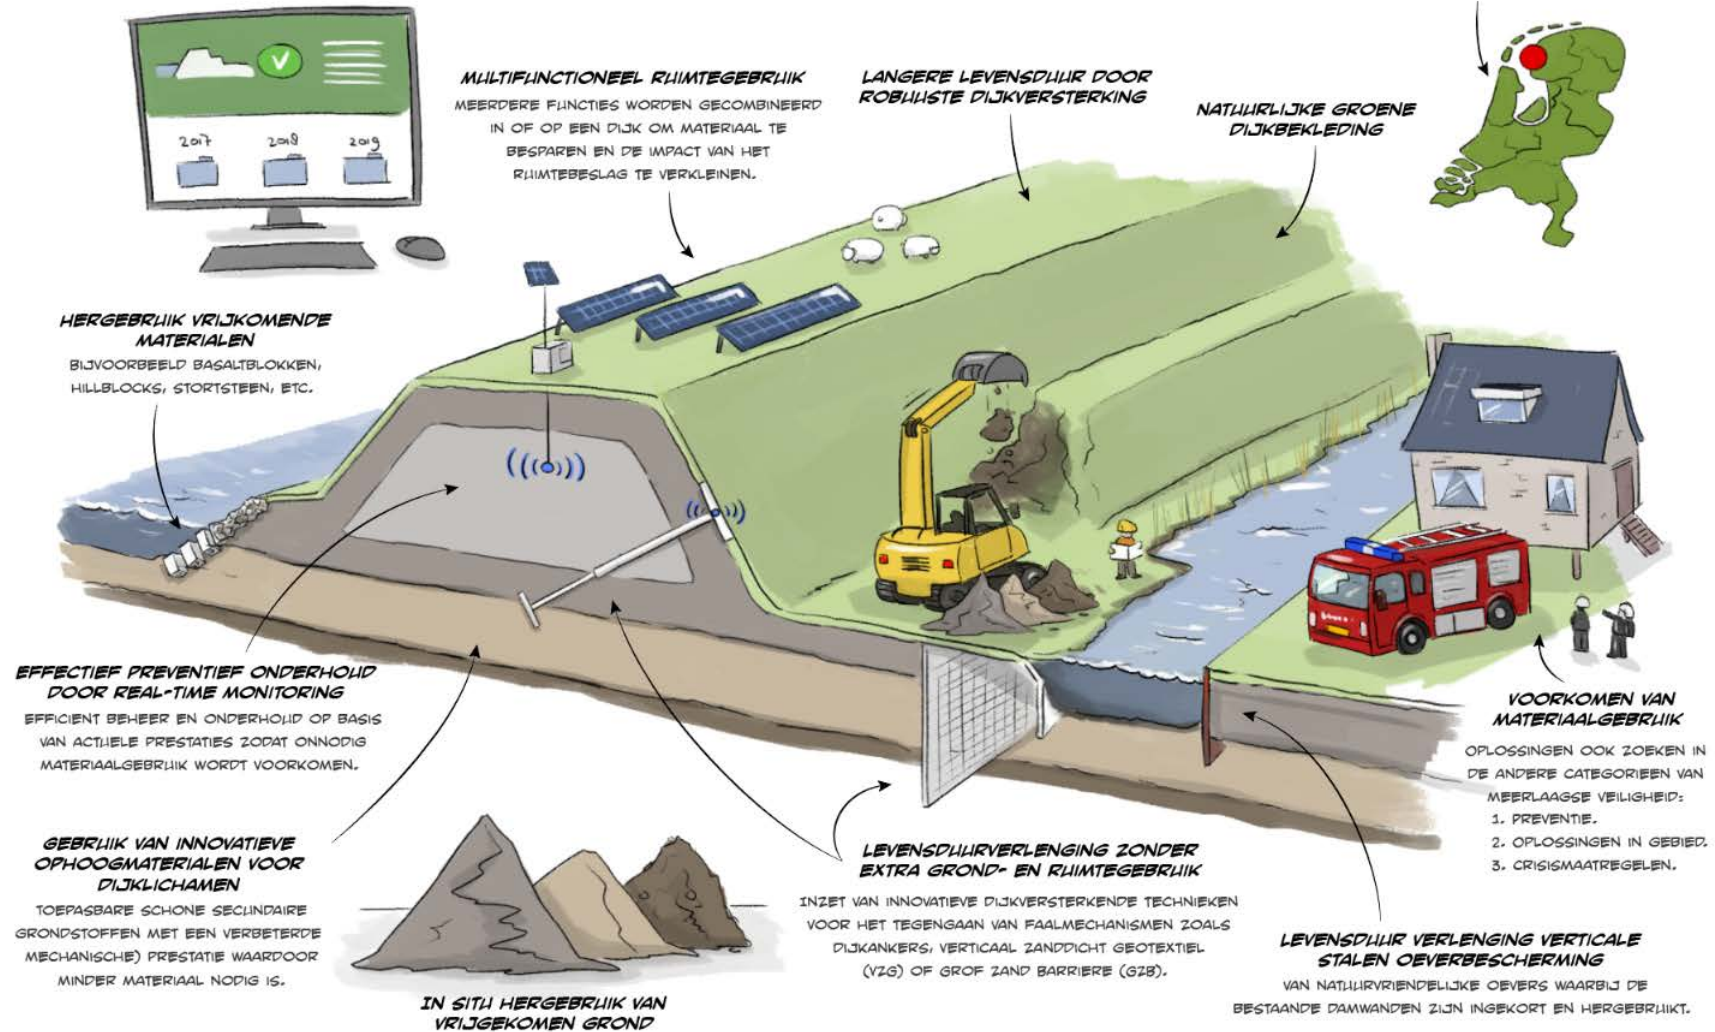 2017 2018 2019
MULTIFUNCTIONEEL RUIMTEGEBRUIK
MEERDERE FUNCTIES WORDEN GECOMBINEERD
IN OF OP EEN DIJK OM MATERIAAL TE
BESPAREN EN DE IMPACT VAN HET
RUIMTEBESLAG TE VERKLEINEN.
LANGERE LEVENSDUUR DOOR
ROBUUSTE DIJKVERSTERKING
NATUURLIJKE GROENE
DIJKBEKLEDING
HERGEBRUIK VRIJKOMENDE
MATERIALEN
BIJVOORBEELD BASALTBLOKKEN,
HILLBLOCKS, STORTSTEEN, ETC.
EFFECTIEF PREVENTIEF ONDERHOUD
DOOR REAL-TIME MONITORING
EFFICIENT BEHEER EN ONDERHOUD OP BASIS
VAN ACTUELE PRESTATIES ZODAT ONNODIG
MATERIAALGEBRUIK WORDT VOORKOMEN.
VOORKOMEN VAN
MATERIAALGEBRUIK
OPLOSSINGEN OOK ZOEKEN IN
DE ANDERE CATEGORIEEN VAN
MEERLAAGSE VEILIGHEID:
1. PREVENTIE.
2. OPLOSSINGEN IN GEBIED.
3. CRISISMAATREGELEN.
GEBRUIK VAN INNOVATIEVE
OPHOOGMATERIALEN VOOR
DIJKLICHAMEN
TOEPASBARE SCHONE SECUNDAIRE
GRONDSTOFFEN MET EEN VERBETERDE
MECHANISCHE) PRESTATIE WAARDOOR
MINDER MATERIAAL NODIG IS.
LEVENSDUURVERLENGING ZONDER
EXTRA GROND- EN RUIMTEGEBRUIK
INZET VAN INNOVATIEVE DIJKVERSTERKENDE TECHNIEKEN
VOOR HET TEGENGAAN VAN FAALMECHANISMEN ZOALS
DIJKANKERS, VERTICAAL ZANDDICHT GEOTEXTIEL
(VZG) OF GROF ZAND BARRIERE (GZB).
LEVENSDUUR VERLENGING VERTICALE
STALEN OEVERBESCHERMING
VAN NATUURVRIENDELIJKE OEVERS WAARBIJ DE
BESTAANDE DAMWANDEN ZIJN INGEKORT EN HERGEBRUIKT.
IN SITU HERGEBRUIK VAN
VRIJGEKOMEN GROND